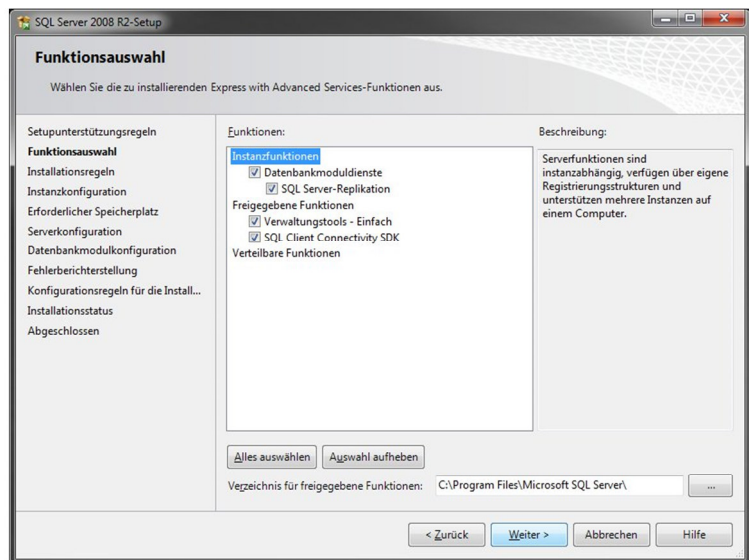 SQL Server 2008 R2-Setup
Funktionsauswahl
Wählen Sie die zu installierenden Express with Advanced Services-Funktionen aus.
Setupunterstützungsregeln
Funktionsauswahl
Installationsregeln
Instanzkonfiguration
Erforderlicher Speicherplatz
Serverkonfiguration
Datenbankmodulkonfiguration
Fehlerberichterstellung
Konfigurationsregeln für die Install...
Installationsstatus
Abgeschlossen
Funktionen:
Instanzfunktionen
Datenbankmoduldienste
SQL Server-Replikation
Freigegebene Funktionen
Verwaltungstools - Einfach
SQL Client Connectivity SDK
Verteilbare Funktionen
Beschreibung:
Serverfunktionen sind
instanzabhängig, verfügen über eigene
Registrierungsstrukturen und
unterstützen mehrere Instanzen auf
einem Computer.
Alles auswählen
Auswahl aufheben
Verzeichnis für freigegebene Funktionen:
C:\Program Files\Microsoft SQL Server\
...
< Zurück
Weiter >
Abbrechen
Hilfe